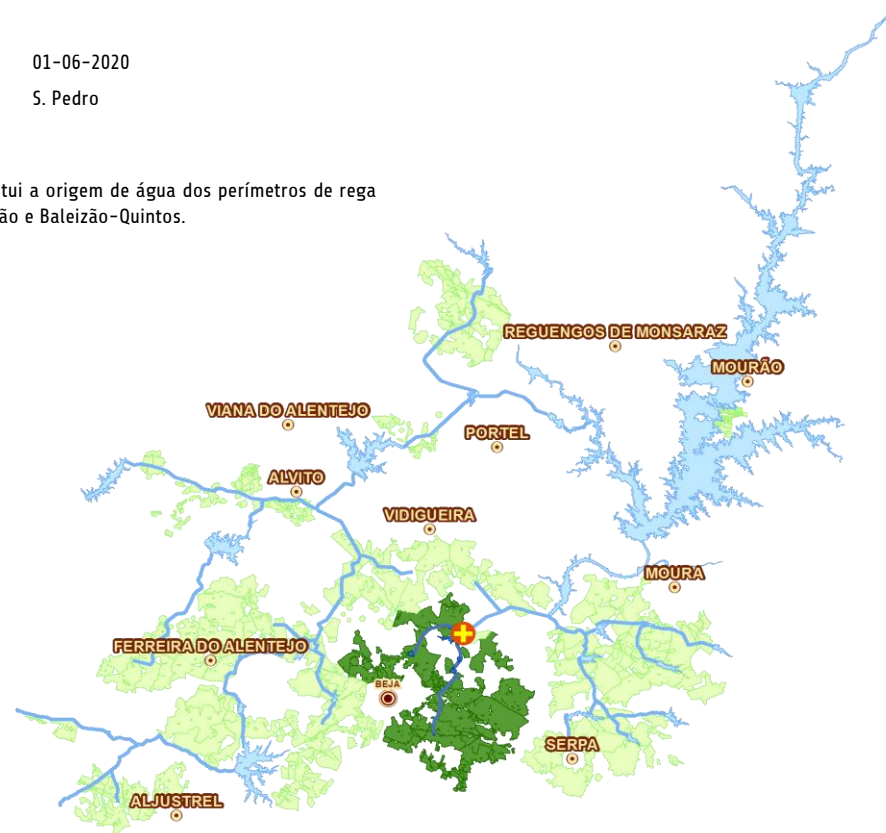 01-06-2020
S. Pedro
tui a origem de água dos perímetros de rega
ão e Baleizão-Quintos.
REGUENGOS DE MONSARAZ
MOURÃO
VIANA DO ALENTEJO
PORTEL
ALVITO
VIDIGUEIRA
MOURA
FERREIRA DO ALENTEJO
BEJA
SERPA
ALJUSTREL